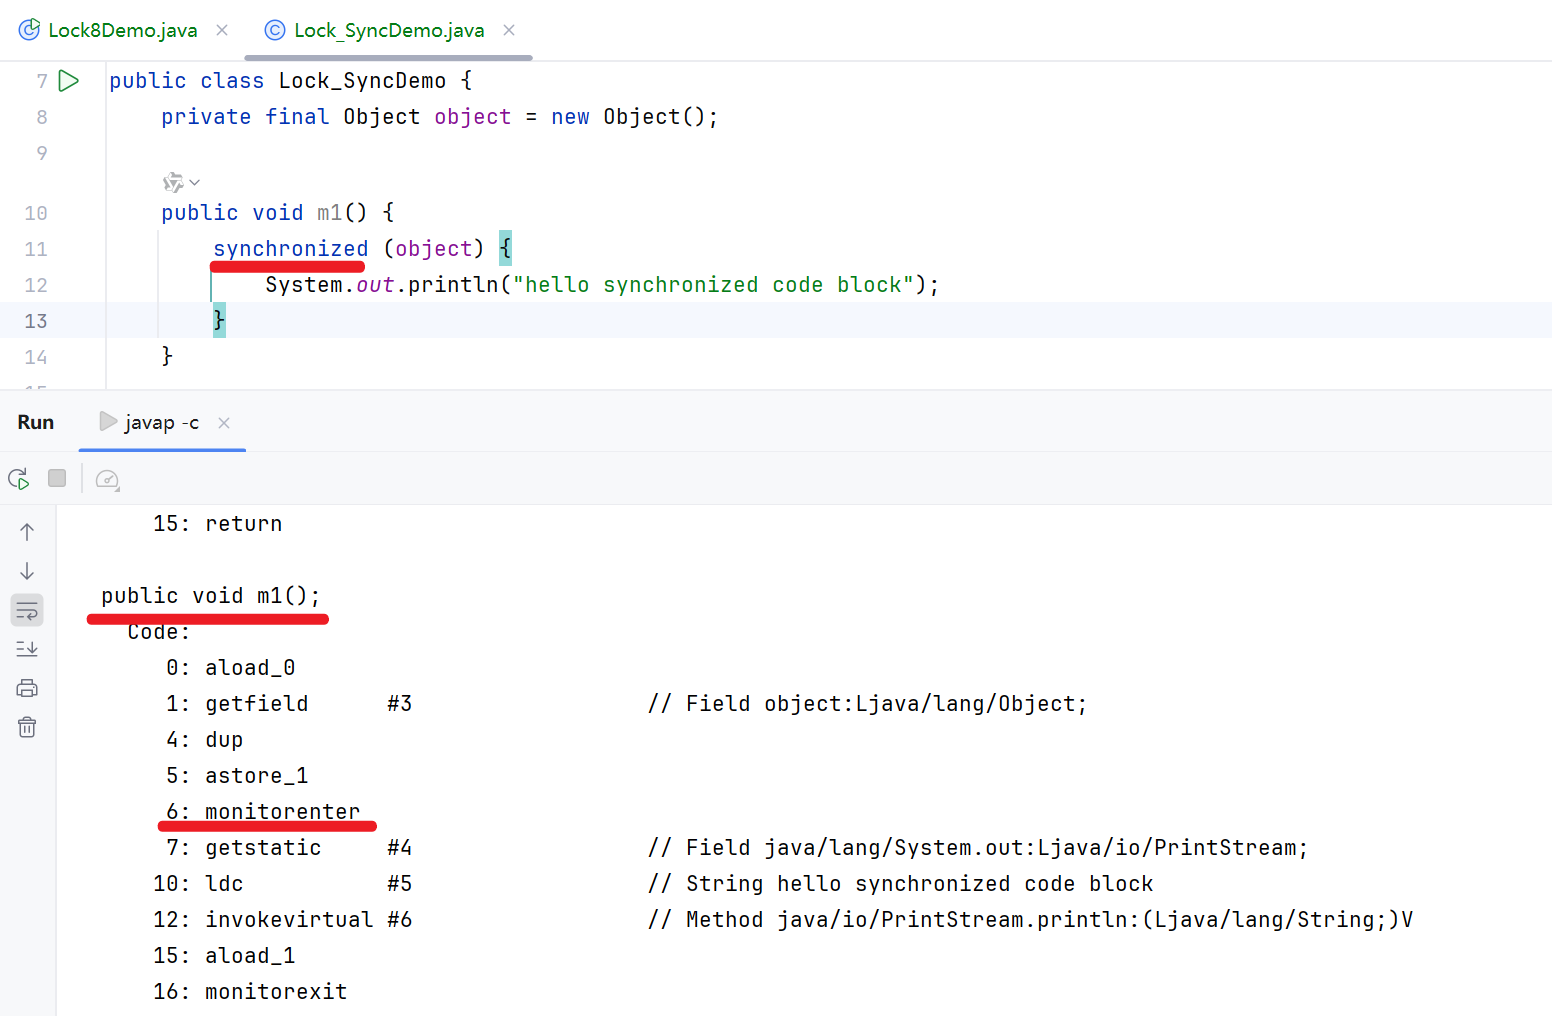 Lock8Demo.java Lock_SyncDemo.java
7 public class Lock_SyncDemo {
8 private final Object object = new Object();
9
10 public void m1() {
11 synchronized (object) {
12 System.out.println("hello synchronized code block");
13 }
14 }
Run javap -c
15: return
public void m1();
Code:
0: aload_0
1: getfield #3 // Field object:Ljava/lang/Object;
4: dup
5: astore_1
6: monitorenter
7: getstatic #4 // Field java/lang/System.out:Ljava/io/PrintStream;
10: ldc #5 // String hello synchronized code block
12: invokevirtual #6 // Method java/io/PrintStream.println:(Ljava/lang/String;)V
15: aload_1
16: monitorexit